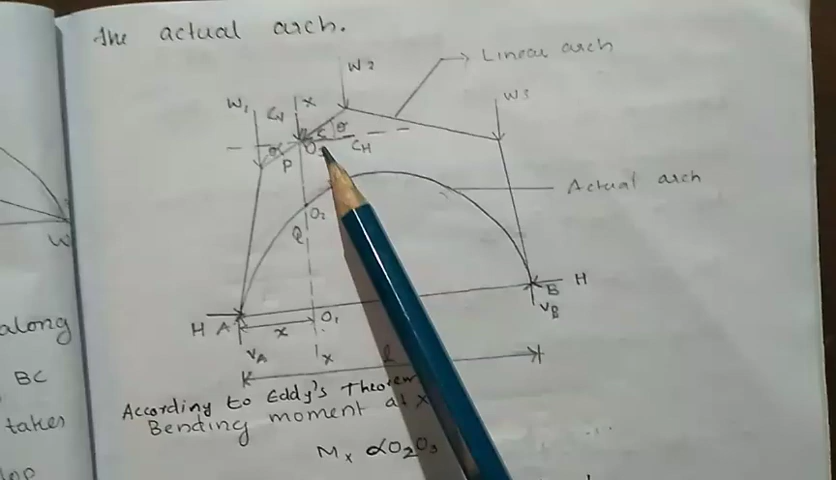 the actual arch.
W2
Linear arch
W1
x
W3
Cv
θ
CH
O3
P
Actual arch
W
O2
Q
H
B
VB
along
H
A
x
O1
VA
x
l
BC
According to Eddy's Theorem
takes
Bending moment at x
Mx αO2O3